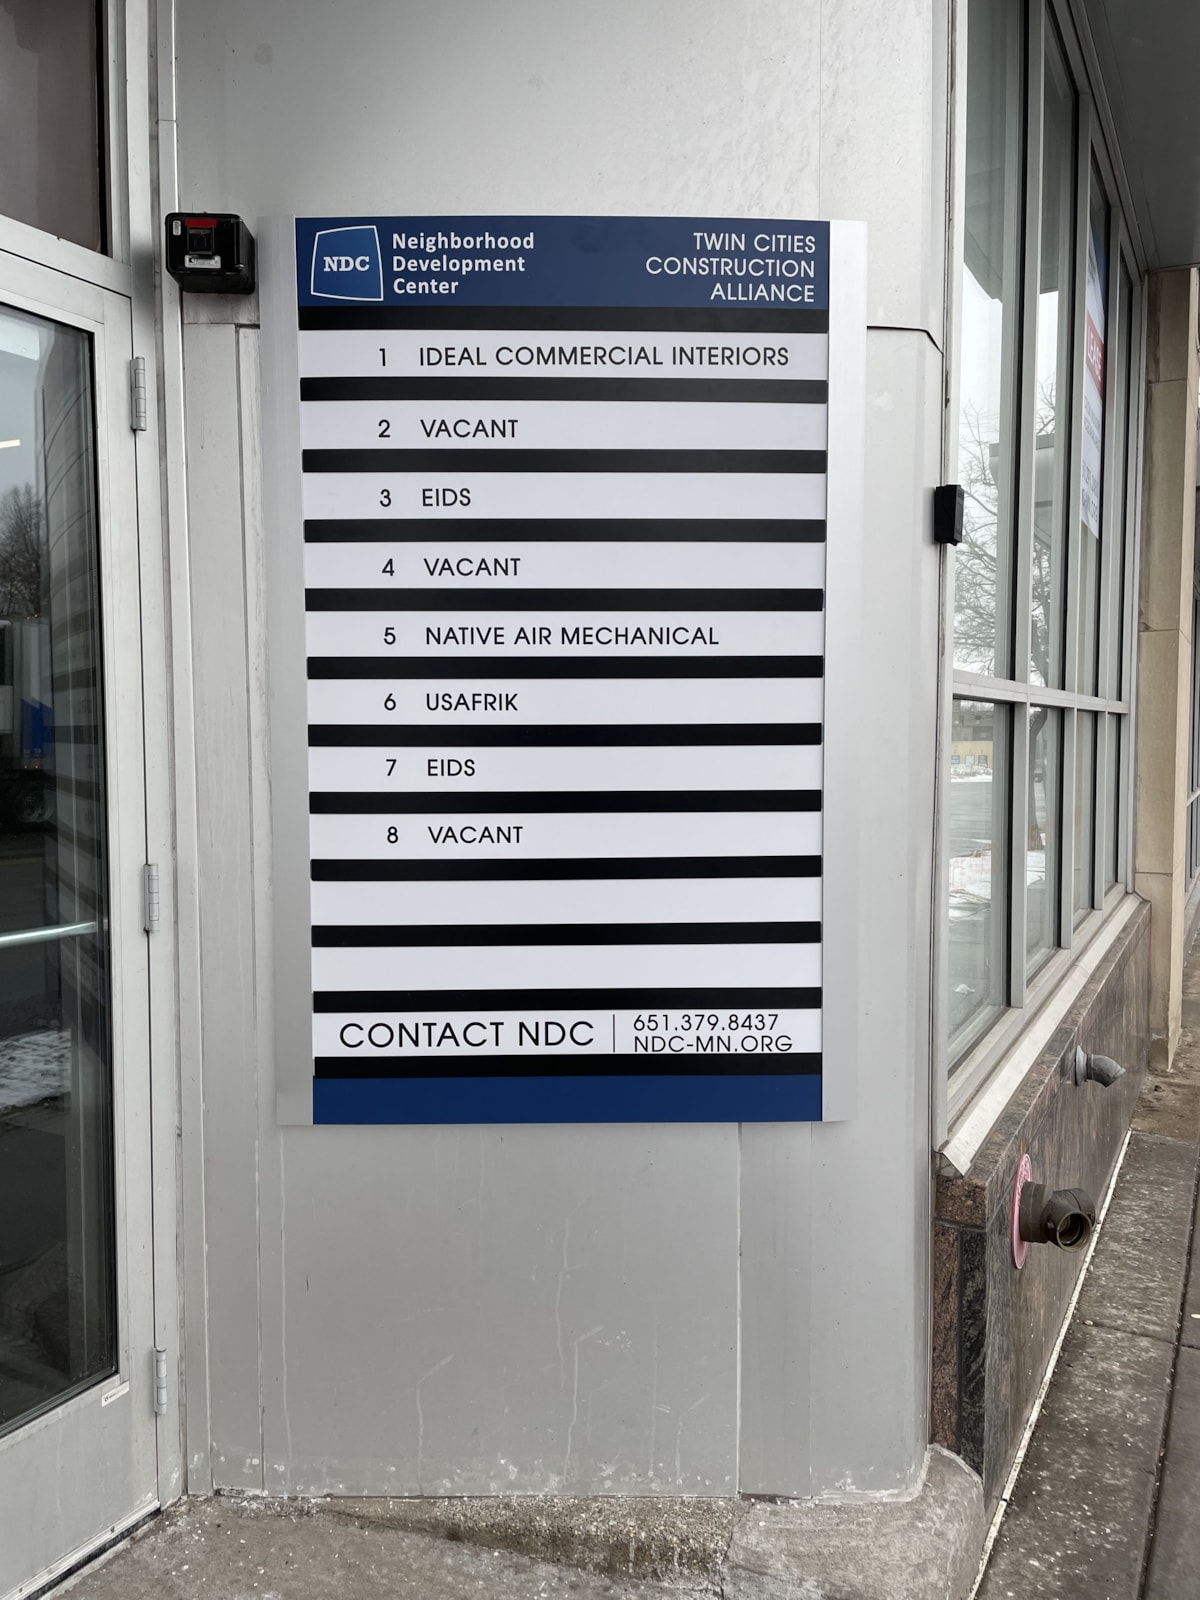 NDC
Neighborhood
Development
Center
TWIN CITIES
CONSTRUCTION
ALLIANCE
1 IDEAL COMMERCIAL INTERIORS
2 VACANT
3 EIDS
4 VACANT
5 NATIVE AIR MECHANICAL
6 USAFRIK
7 EIDS
8 VACANT
CONTACT NDC
651.379.8437
NDC-MN.ORG
LEASE